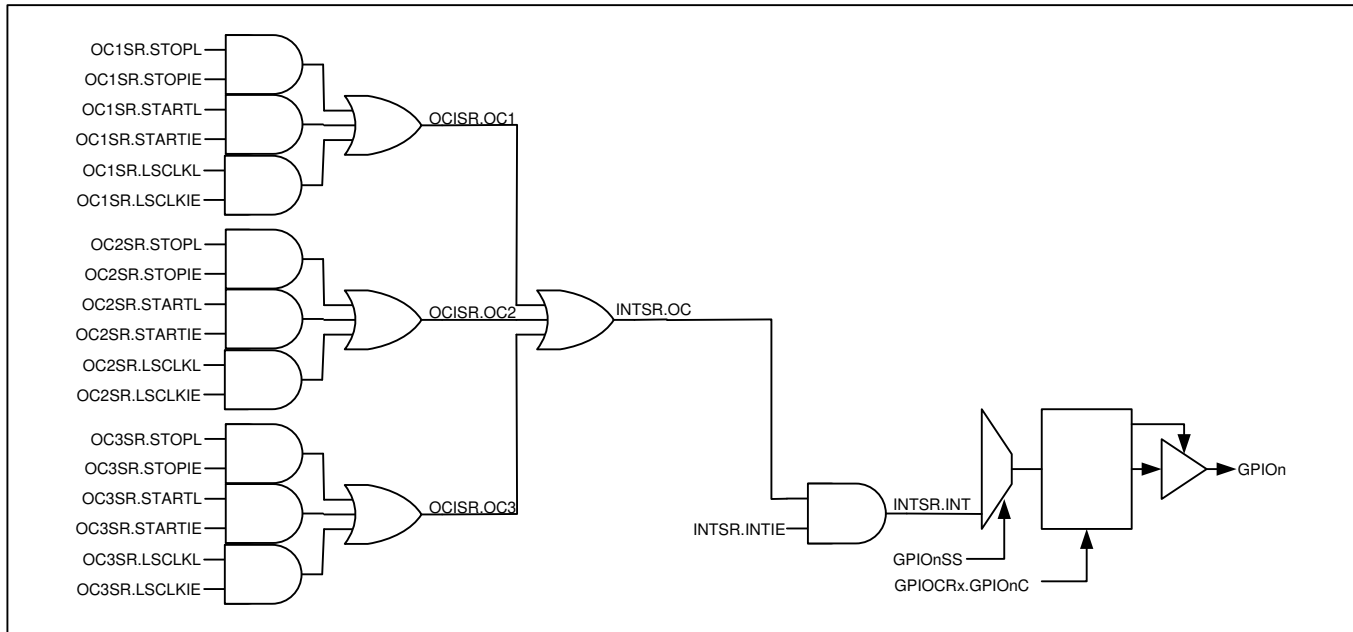 OC1SR.STOPL
OC1SR.STOPIE
OC1SR.STARTL
OC1SR.STARTIE
OC1SR.LSCLKL
OC1SR.LSCLKIE
OCISR.OC1
OC2SR.STOPL
OC2SR.STOPIE
OC2SR.STARTL
OC2SR.STARTIE
OC2SR.LSCLKL
OC2SR.LSCLKIE
OCISR.OC2
INTSR.OC
OC3SR.STOPL
OC3SR.STOPIE
OC3SR.STARTL
OC3SR.STARTIE
OC3SR.LSCLKL
OC3SR.LSCLKIE
OCISR.OC3
INTSR.INTIE
INTSR.INT
GPIOnSS
GPIOCRx.GPIOnC
GPIOn